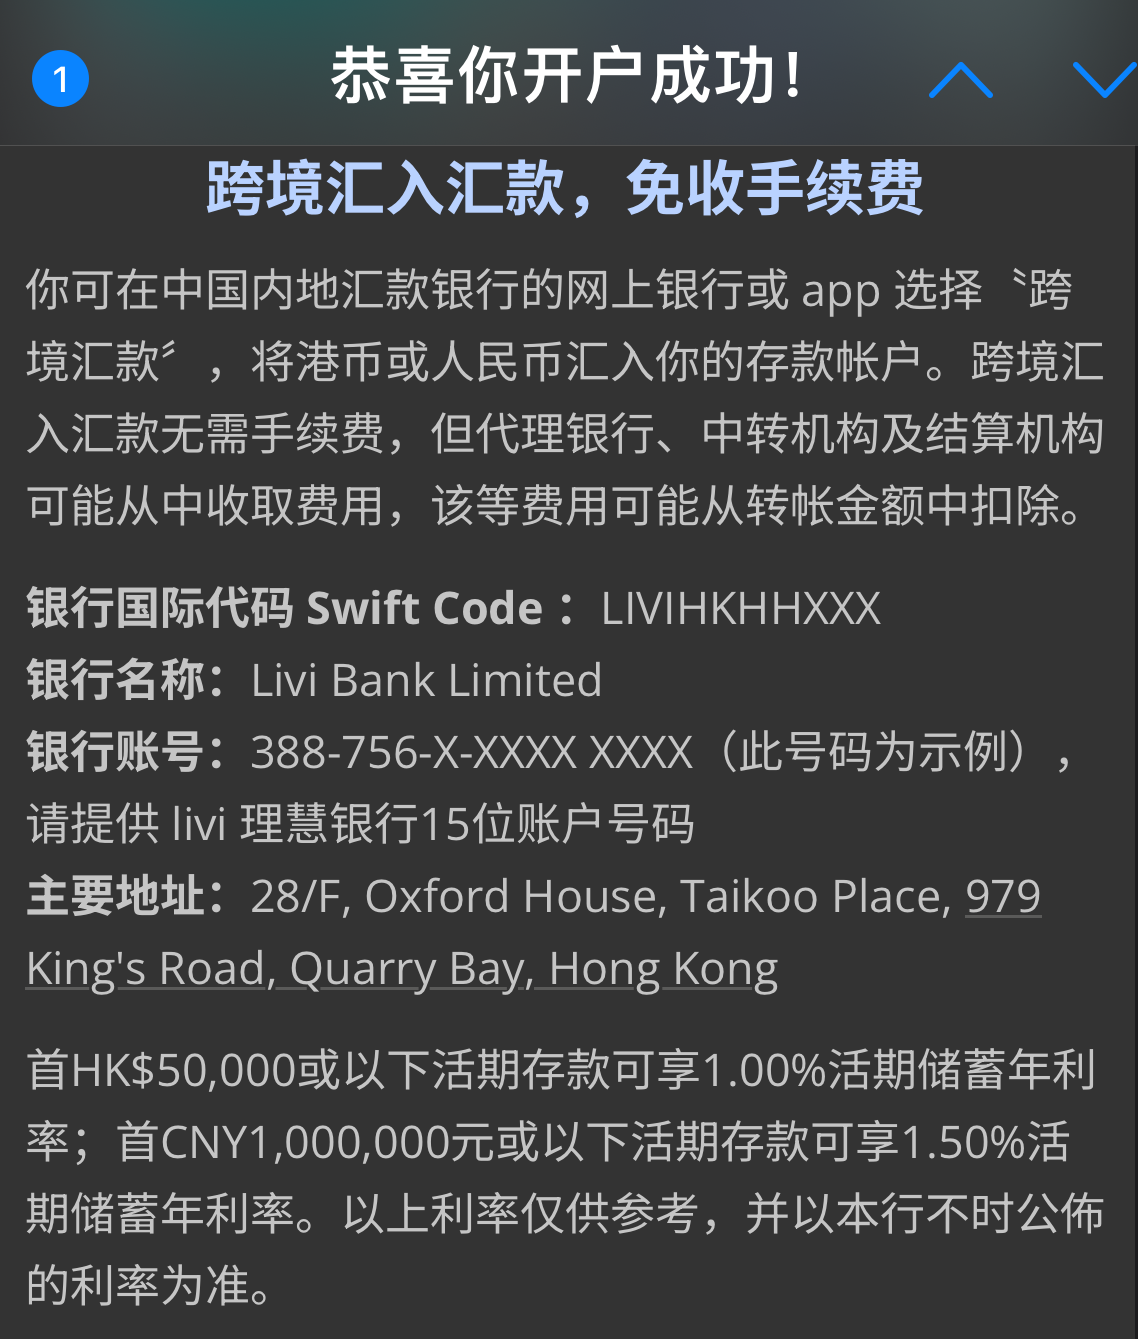 1
恭喜你开户成功!
跨境汇入汇款，免收手续费
你可在中国内地汇款银行的网上银行或 app 选择〝跨
境汇款〞，将港币或人民币汇入你的存款帐户。跨境汇
入汇款无需手续费，但代理银行、中转机构及结算机构
可能从中收取费用，该等费用可能从转帐金额中扣除。
银行国际代码 Swift Code： LIVIHKHHXXX
银行名称：Livi Bank Limited
银行账号：388-756-X-XXXX XXXX（此号码为示例），
请提供 livi 理慧银行15位账户号码
主要地址：28/F, Oxford House, Taikoo Place, 979
King's Road, Quarry Bay, Hong Kong
首HK$50,000或以下活期存款可享1.00%活期储蓄年利
率；首CNY1,000,000元或以下活期存款可享1.50%活
期储蓄年利率。以上利率仅供参考，并以本行不时公佈
的利率为准。